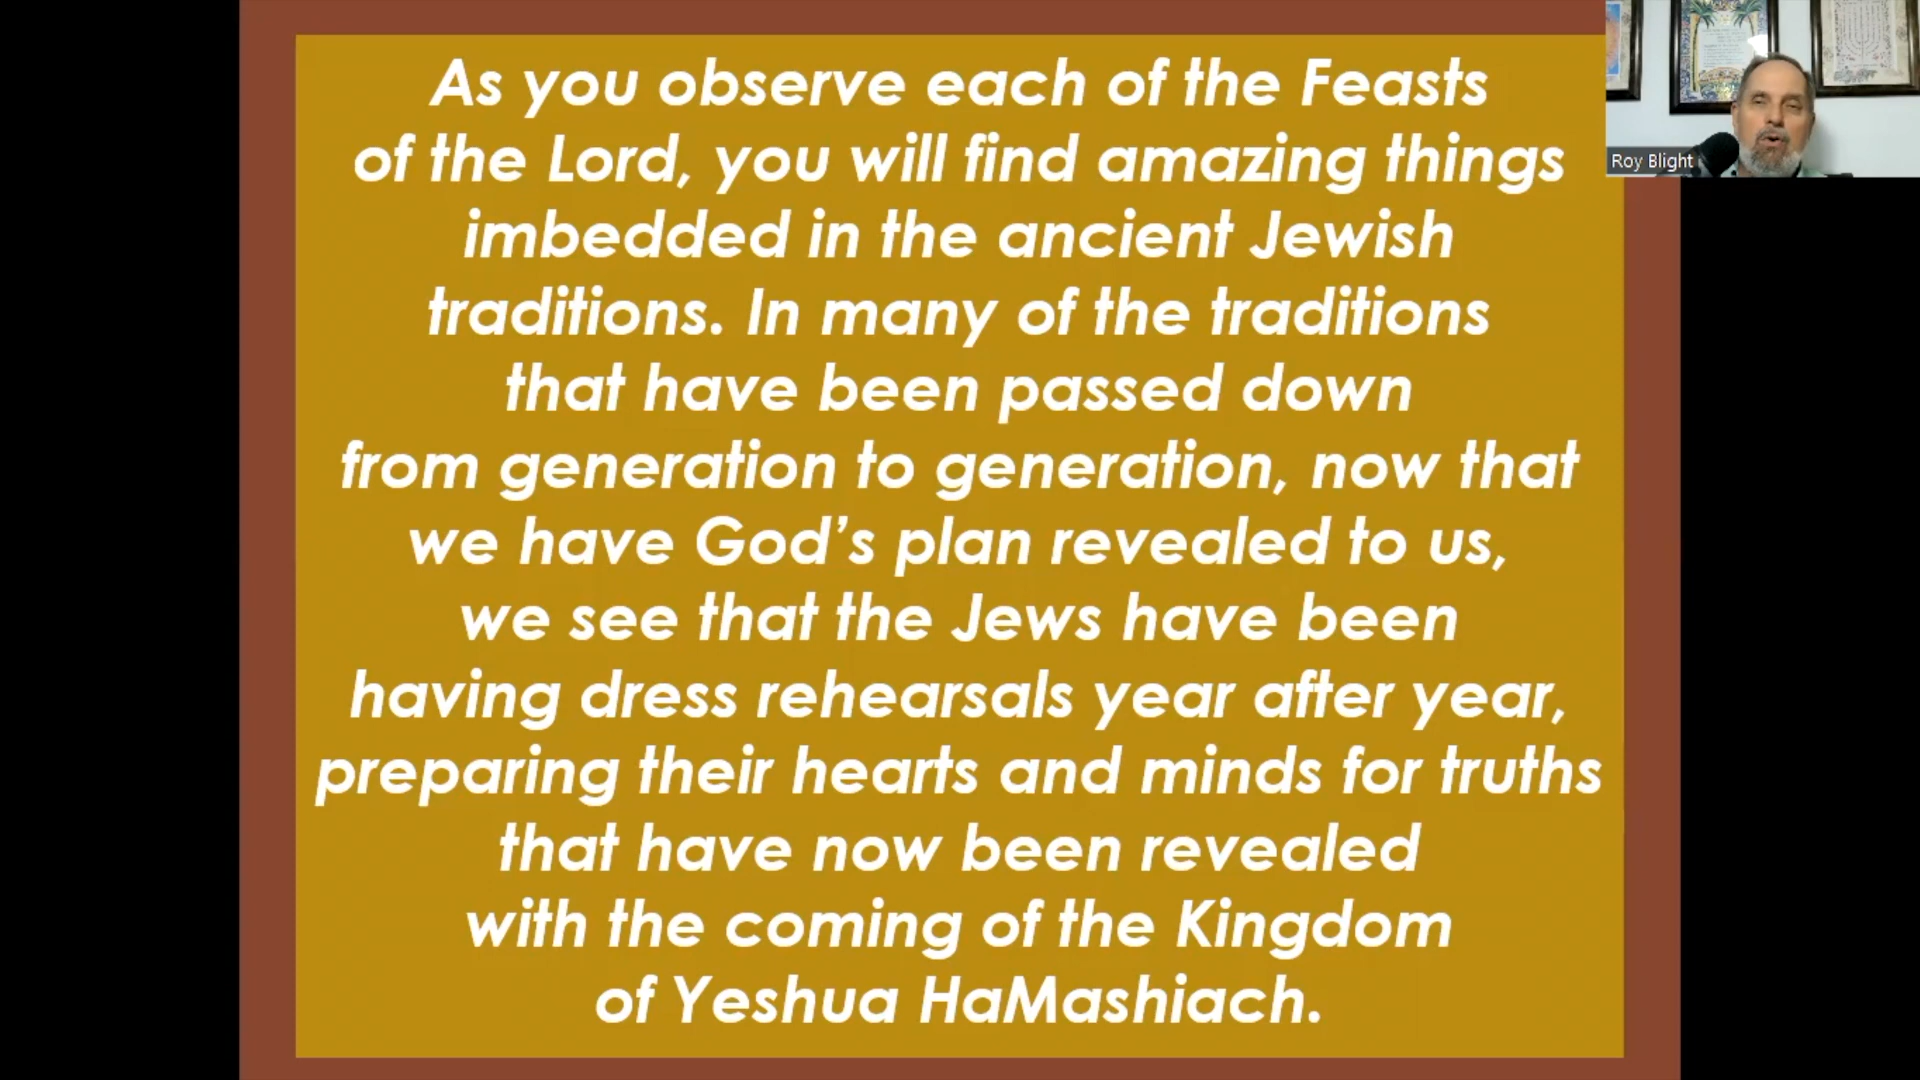 As you observe each of the Feasts
of the Lord, you will find amazing things
imbedded in the ancient Jewish
traditions. In many of the traditions
that have been passed down
from generation to generation, now that
we have God’s plan revealed to us,
we see that the Jews have been
having dress rehearsals year after year,
preparing their hearts and minds for truths
that have now been revealed
with the coming of the Kingdom
of Yeshua HaMashiach.
Roy Blight